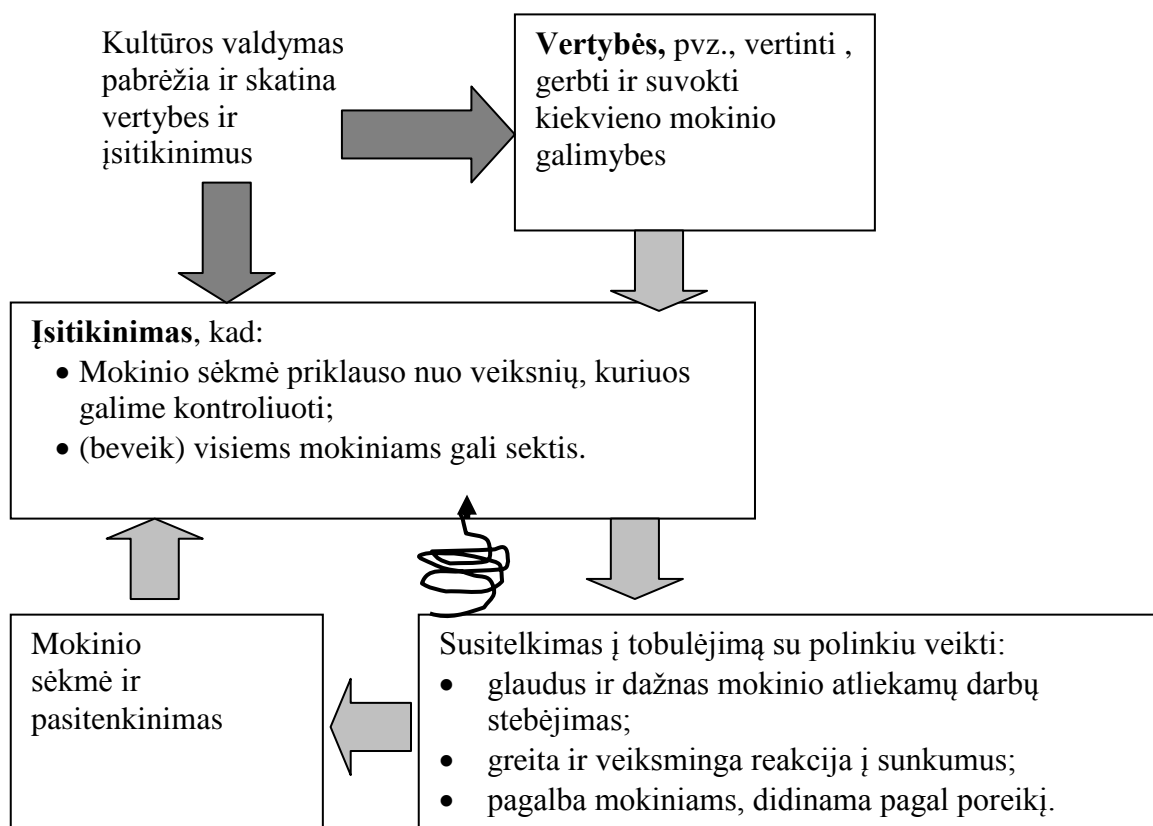 Kultūros valdymas
pabrėžia ir skatina
vertybes ir
įsitikinimus
Vertybės, pvz., vertinti ,
gerbti ir suvokti
kiekvieno mokinio
galimybes
Įsitikinimas, kad:
• Mokinio sėkmė priklauso nuo veiksnių, kuriuos
galime kontroliuoti;
• (beveik) visiems mokiniams gali sektis.
Mokinio
sėkmė ir
pasitenkinimas
Susitelkimas į tobulėjimą su polinkiu veikti:
• glaudus ir dažnas mokinio atliekamų darbų
stebėjimas;
• greita ir veiksminga reakcija į sunkumus;
• pagalba mokiniams, didinama pagal poreikį.